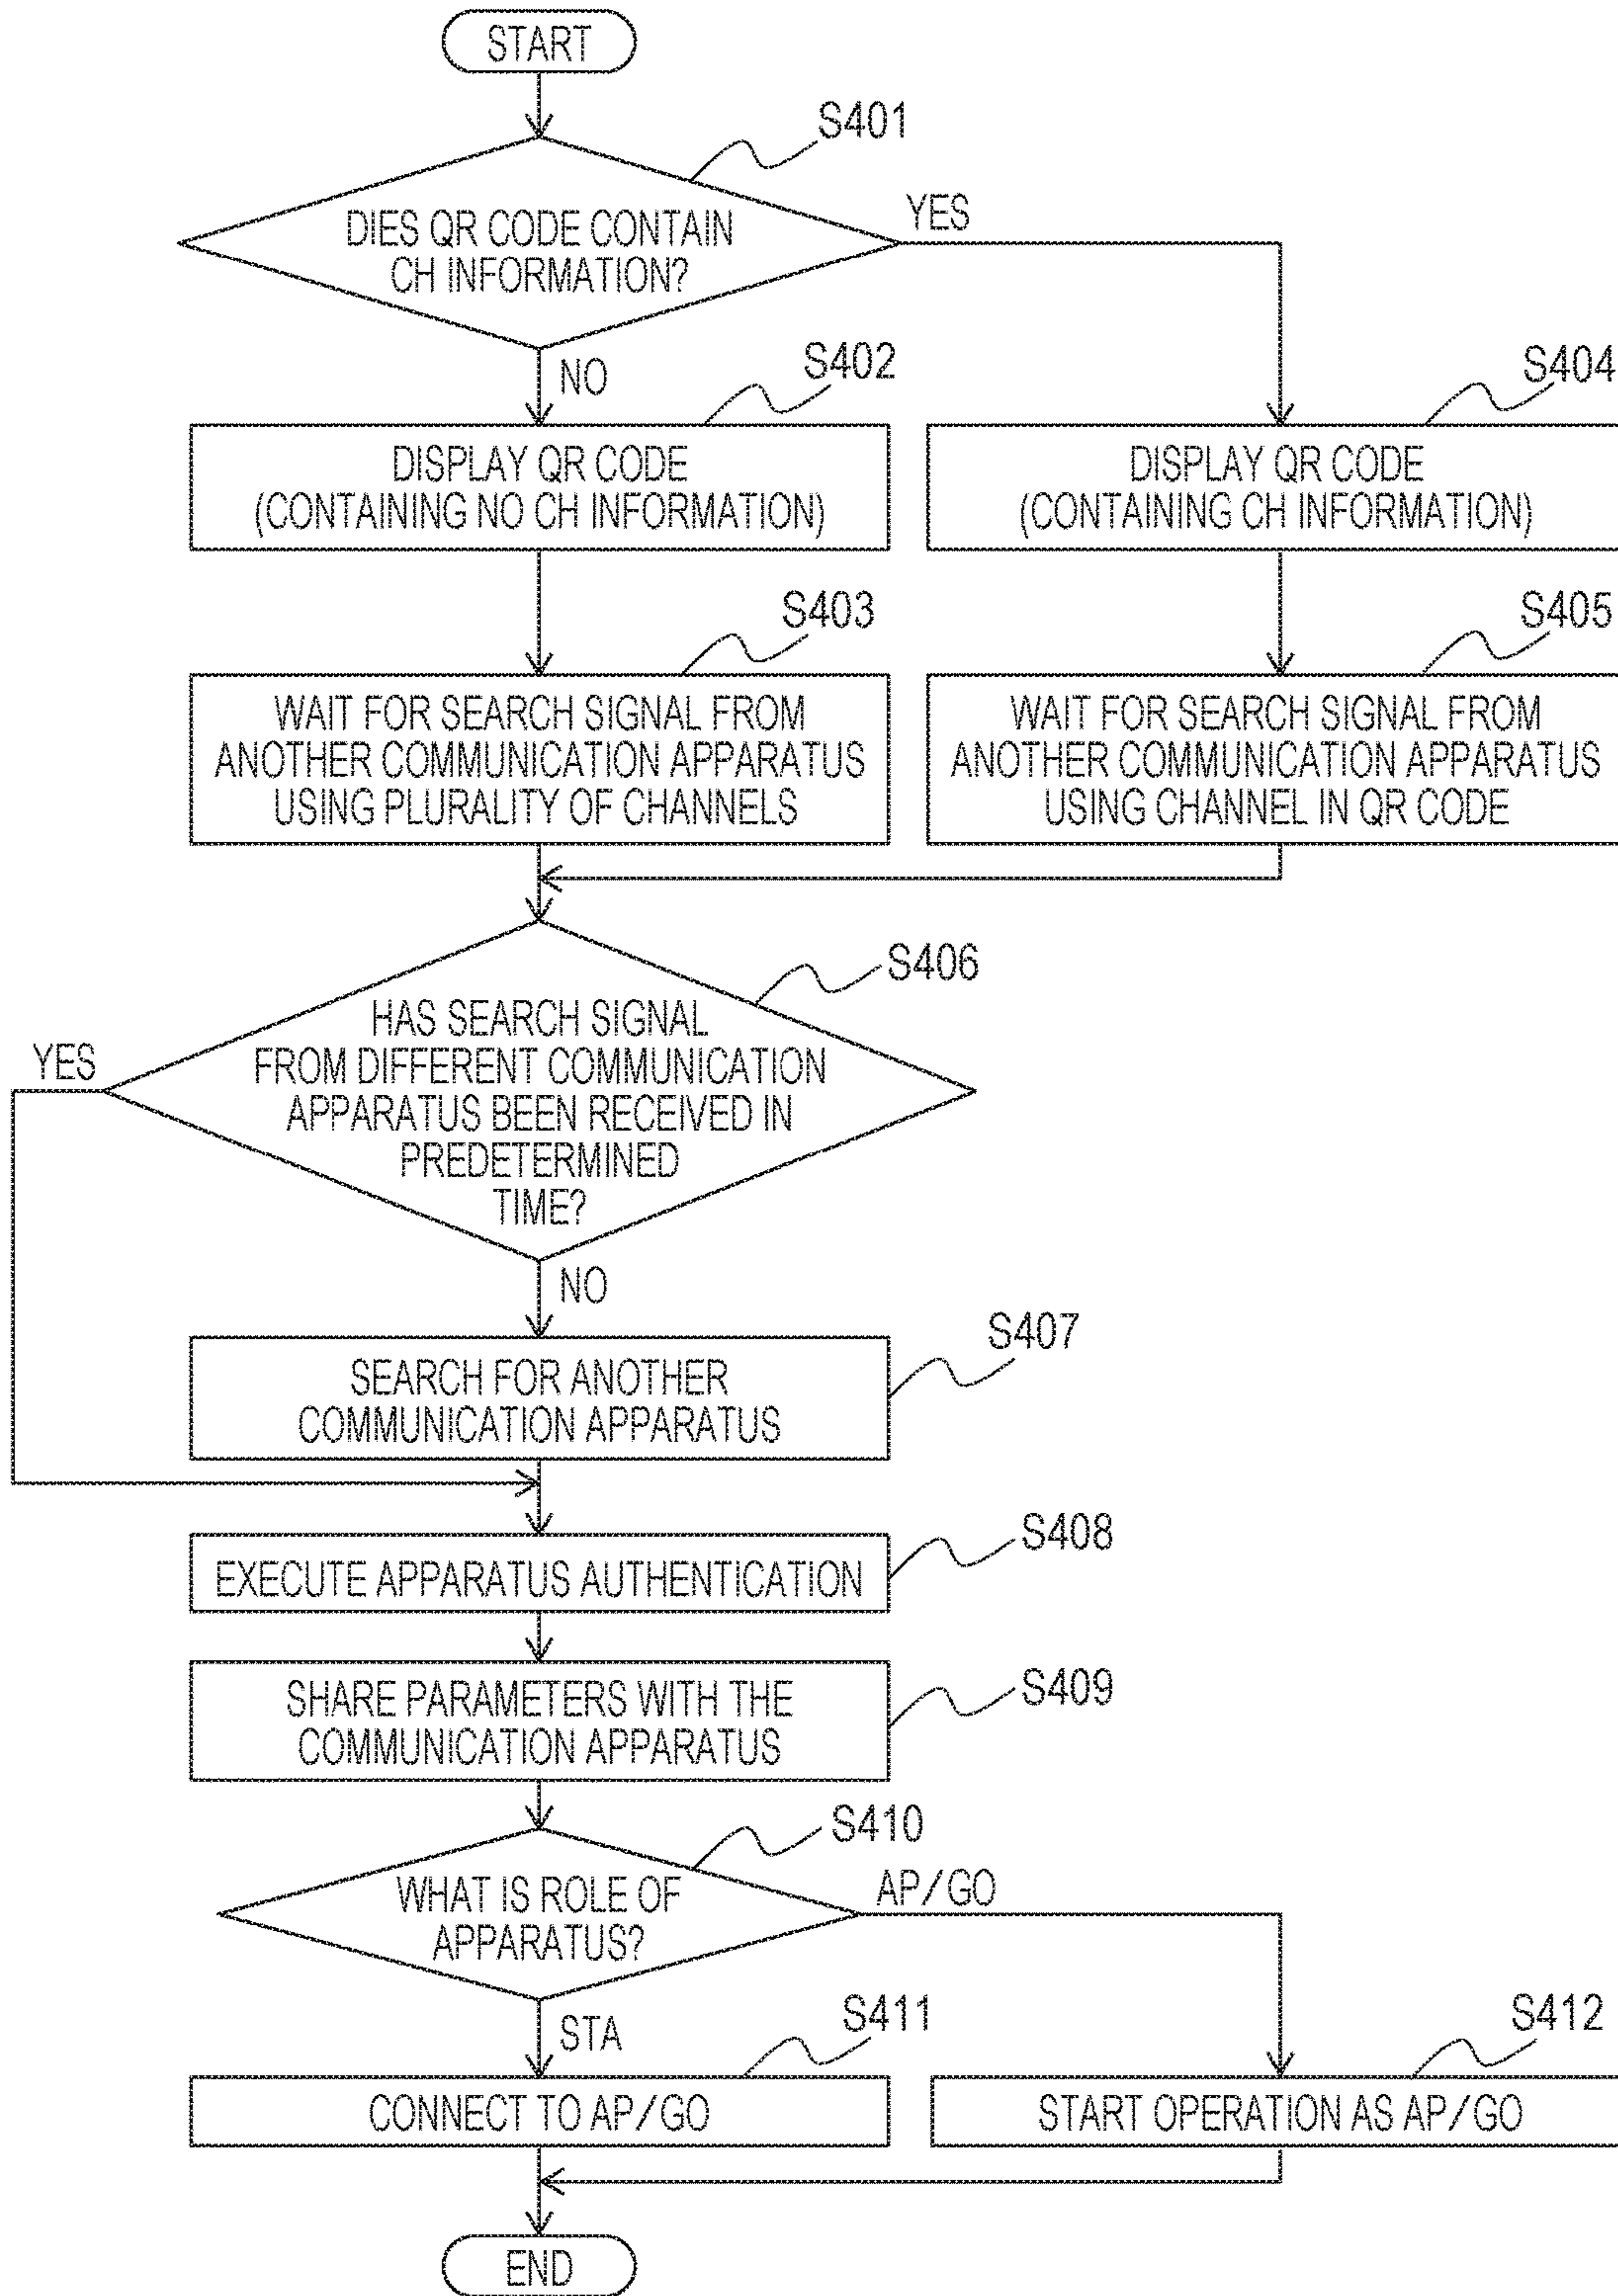 START
S401
DIES QR CODE CONTAIN
CH INFORMATION?
YES
NO
S402
DISPLAY QR CODE
(CONTAINING NO CH INFORMATION)
S404
DISPLAY QR CODE
(CONTAINING CH INFORMATION)
S403
WAIT FOR SEARCH SIGNAL FROM
ANOTHER COMMUNICATION APPARATUS
USING PLURALITY OF CHANNELS
S405
WAIT FOR SEARCH SIGNAL FROM
ANOTHER COMMUNICATION APPARATUS
USING CHANNEL IN QR CODE
S406
HAS SEARCH SIGNAL
FROM DIFFERENT COMMUNICATION
APPARATUS BEEN RECEIVED IN
PREDETERMINED
TIME?
YES
NO
S407
SEARCH FOR ANOTHER
COMMUNICATION APPARATUS
S408
EXECUTE APPARATUS AUTHENTICATION
S409
SHARE PARAMETERS WITH THE
COMMUNICATION APPARATUS
S410
WHAT IS ROLE OF
APPARATUS?
AP/GO
STA
S411
CONNECT TO AP/GO
S412
START OPERATION AS AP/GO
END